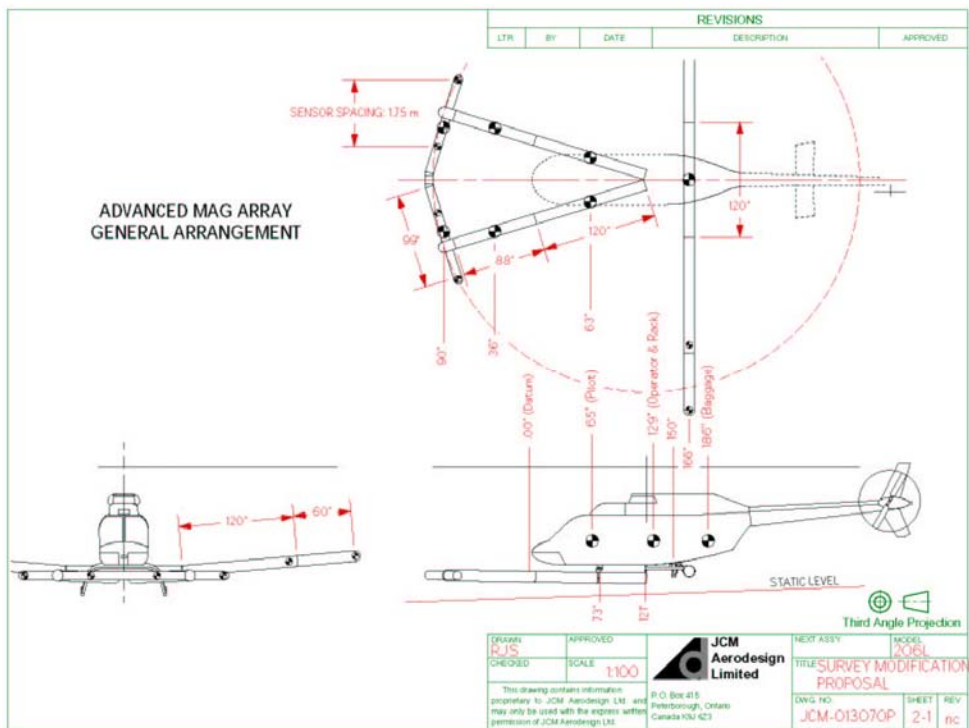 REVISIONS
LTR BY DATE DESCRIPTION APPROVED
SENSOR SPACING: 1.75 m
ADVANCED MAG ARRAY
GENERAL ARRANGEMENT
99"
88"
120"
120"
90"
36"
63"
.00" (Datum)
65" (Pilot)
129" (Operator & Rack)
150"
166"
186" (Baggage)
120"
60"
STATIC LEVEL
73"
121"
Third Angle Projection
DRAWN
RJS
APPROVED
CHECKED
SCALE
1:100
This drawing contains information
proprietary to JCM Aerodesign Ltd. and
may only be used with the express written
permission of JCM Aerodesign Ltd.
JCM
Aerodesign
Limited
P.O. Box 415
Peterborough, Ontario
Canada K9J 6Z3
NEXT ASSY
MODEL
206L
TITLE SURVEY MODIFICATION
PROPOSAL
DWG. NO.
JCM-013070P
SHEET
2-1
REV.
nc